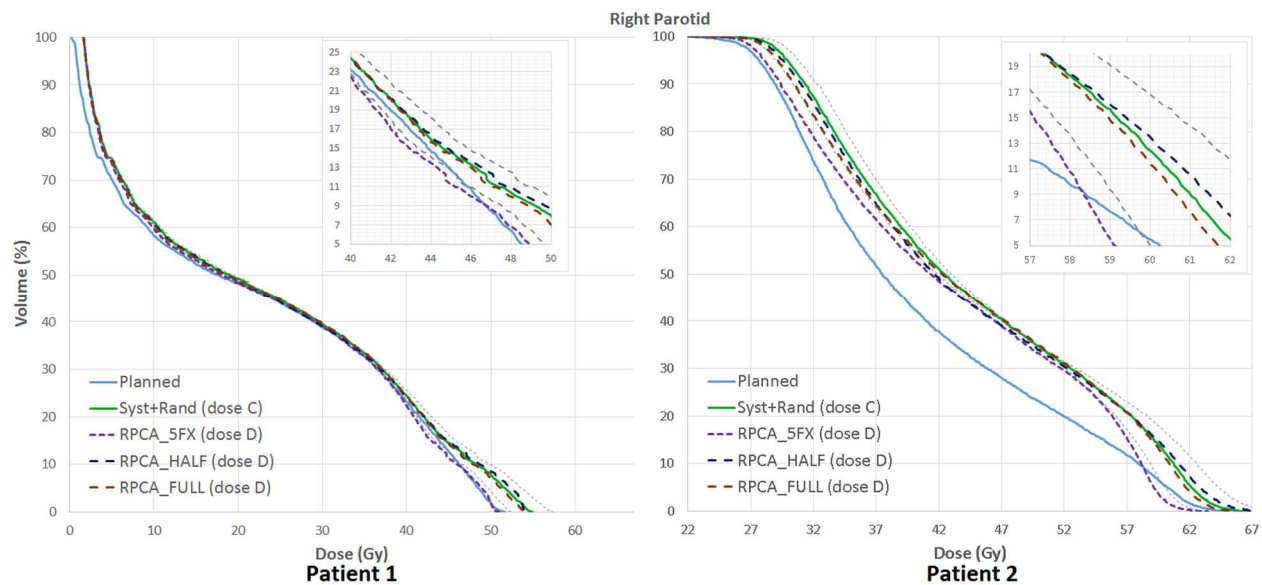 Right Parotid
Volume (%)
100
90
80
70
60
50
40
30
20
10
0
0 10 20 30 40 50 60
25
23
21
19
17
15
13
11
9
7
5
40 42 44 46 48 50
Planned
Syst+Rand (dose C)
RPCA_5FX (dose D)
RPCA_HALF (dose D)
RPCA_FULL (dose D)
Dose (Gy)
Patient 1
100
90
80
70
60
50
40
30
20
10
0
22 27 32 37 42 47 52 57 62 67
19
17
15
13
11
9
7
5
57 58 59 60 61 62
Planned
Syst+Rand (dose C)
RPCA_5FX (dose D)
RPCA_HALF (dose D)
RPCA_FULL (dose D)
Dose (Gy)
Patient 2